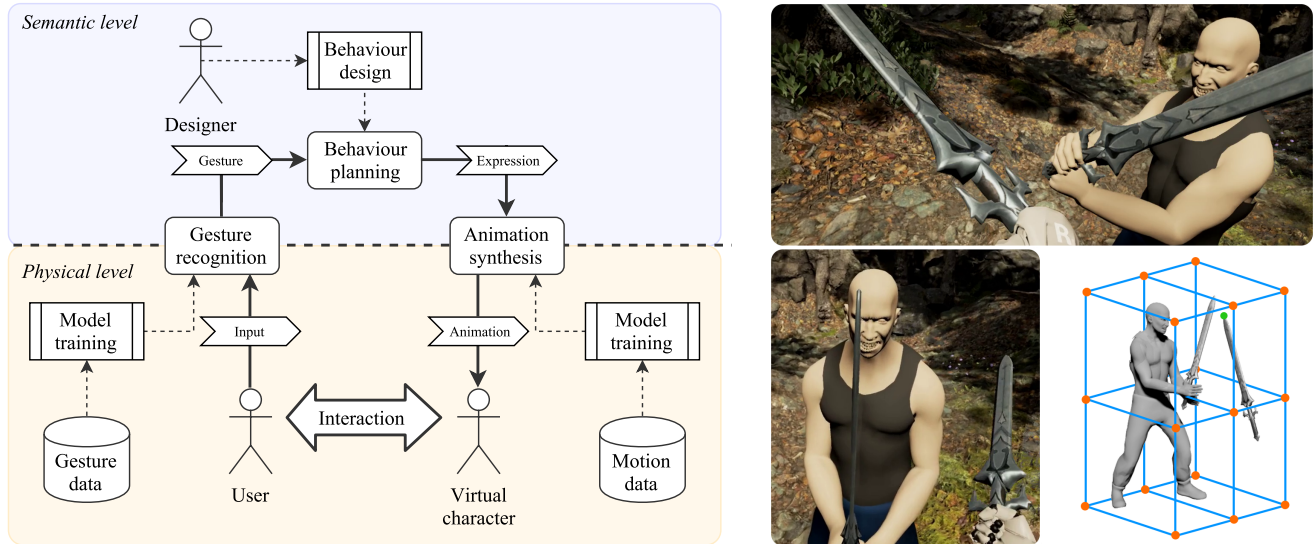 Semantic level
Behaviour
design
Designer
Gesture
Behaviour
planning
Expression
Gesture
recognition
Animation
synthesis
Physical level
Model
training
Input
Animation
Model
training
Interaction
Gesture
data
User
Virtual
character
Motion
data
R